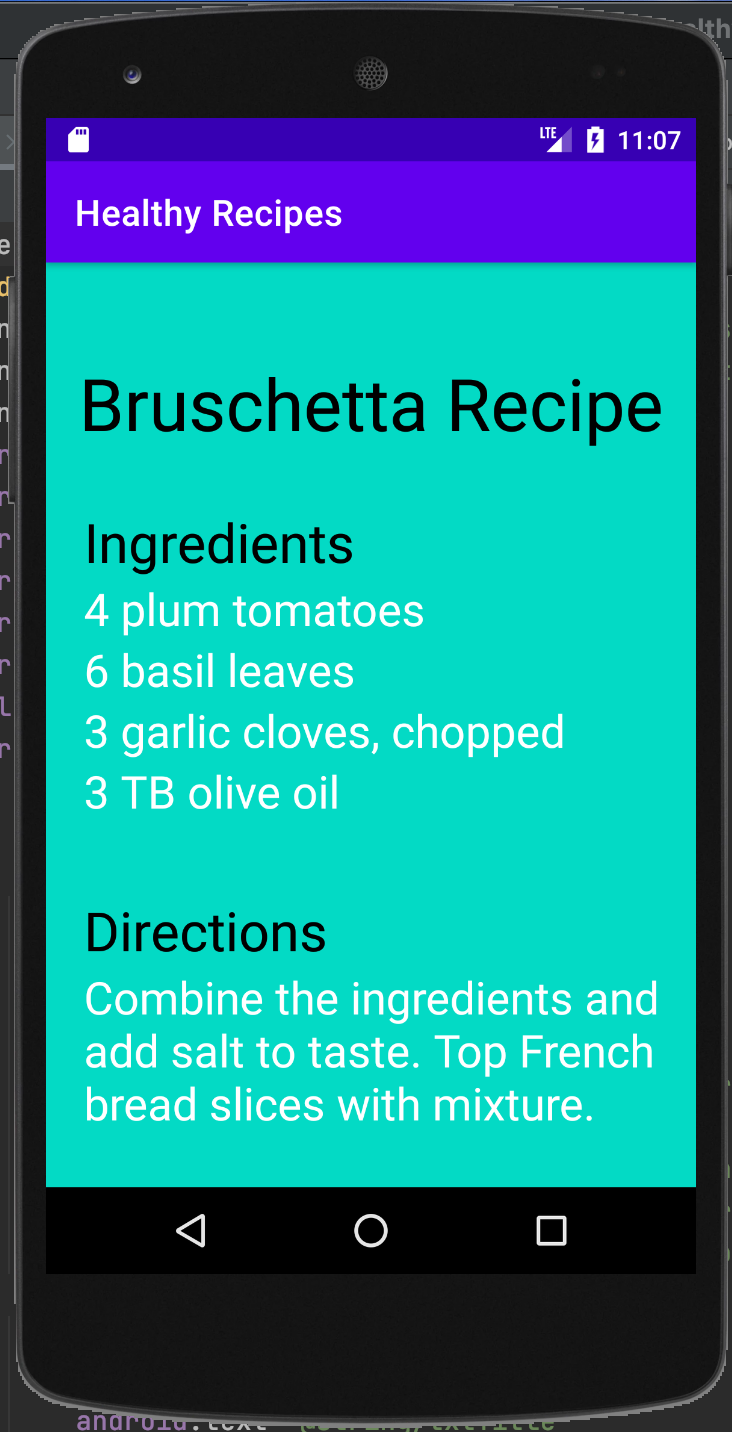 LTE 11:07
Healthy Recipes
Bruschetta Recipe
Ingredients
4 plum tomatoes
6 basil leaves
3 garlic cloves, chopped
3 TB olive oil
Directions
Combine the ingredients and
add salt to taste. Top French
bread slices with mixture.